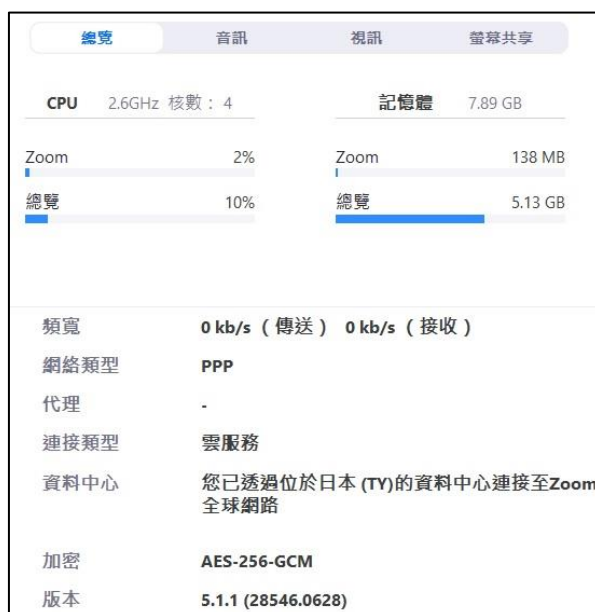 總覽 音訊 視訊 螢幕共享
CPU 2.6GHz 核數： 4 記憶體 7.89 GB
Zoom 2% Zoom 138 MB
總覽 10% 總覽 5.13 GB
頻寬 0 kb/s （ 傳送 ） 0 kb/s （ 接收 ）
網絡類型 PPP
代理 -
連接類型 雲服務
資料中心 您已透過位於日本 (TY)的資料中心連接至Zoom
全球網路
加密 AES-256-GCM
版本 5.1.1 (28546.0628)